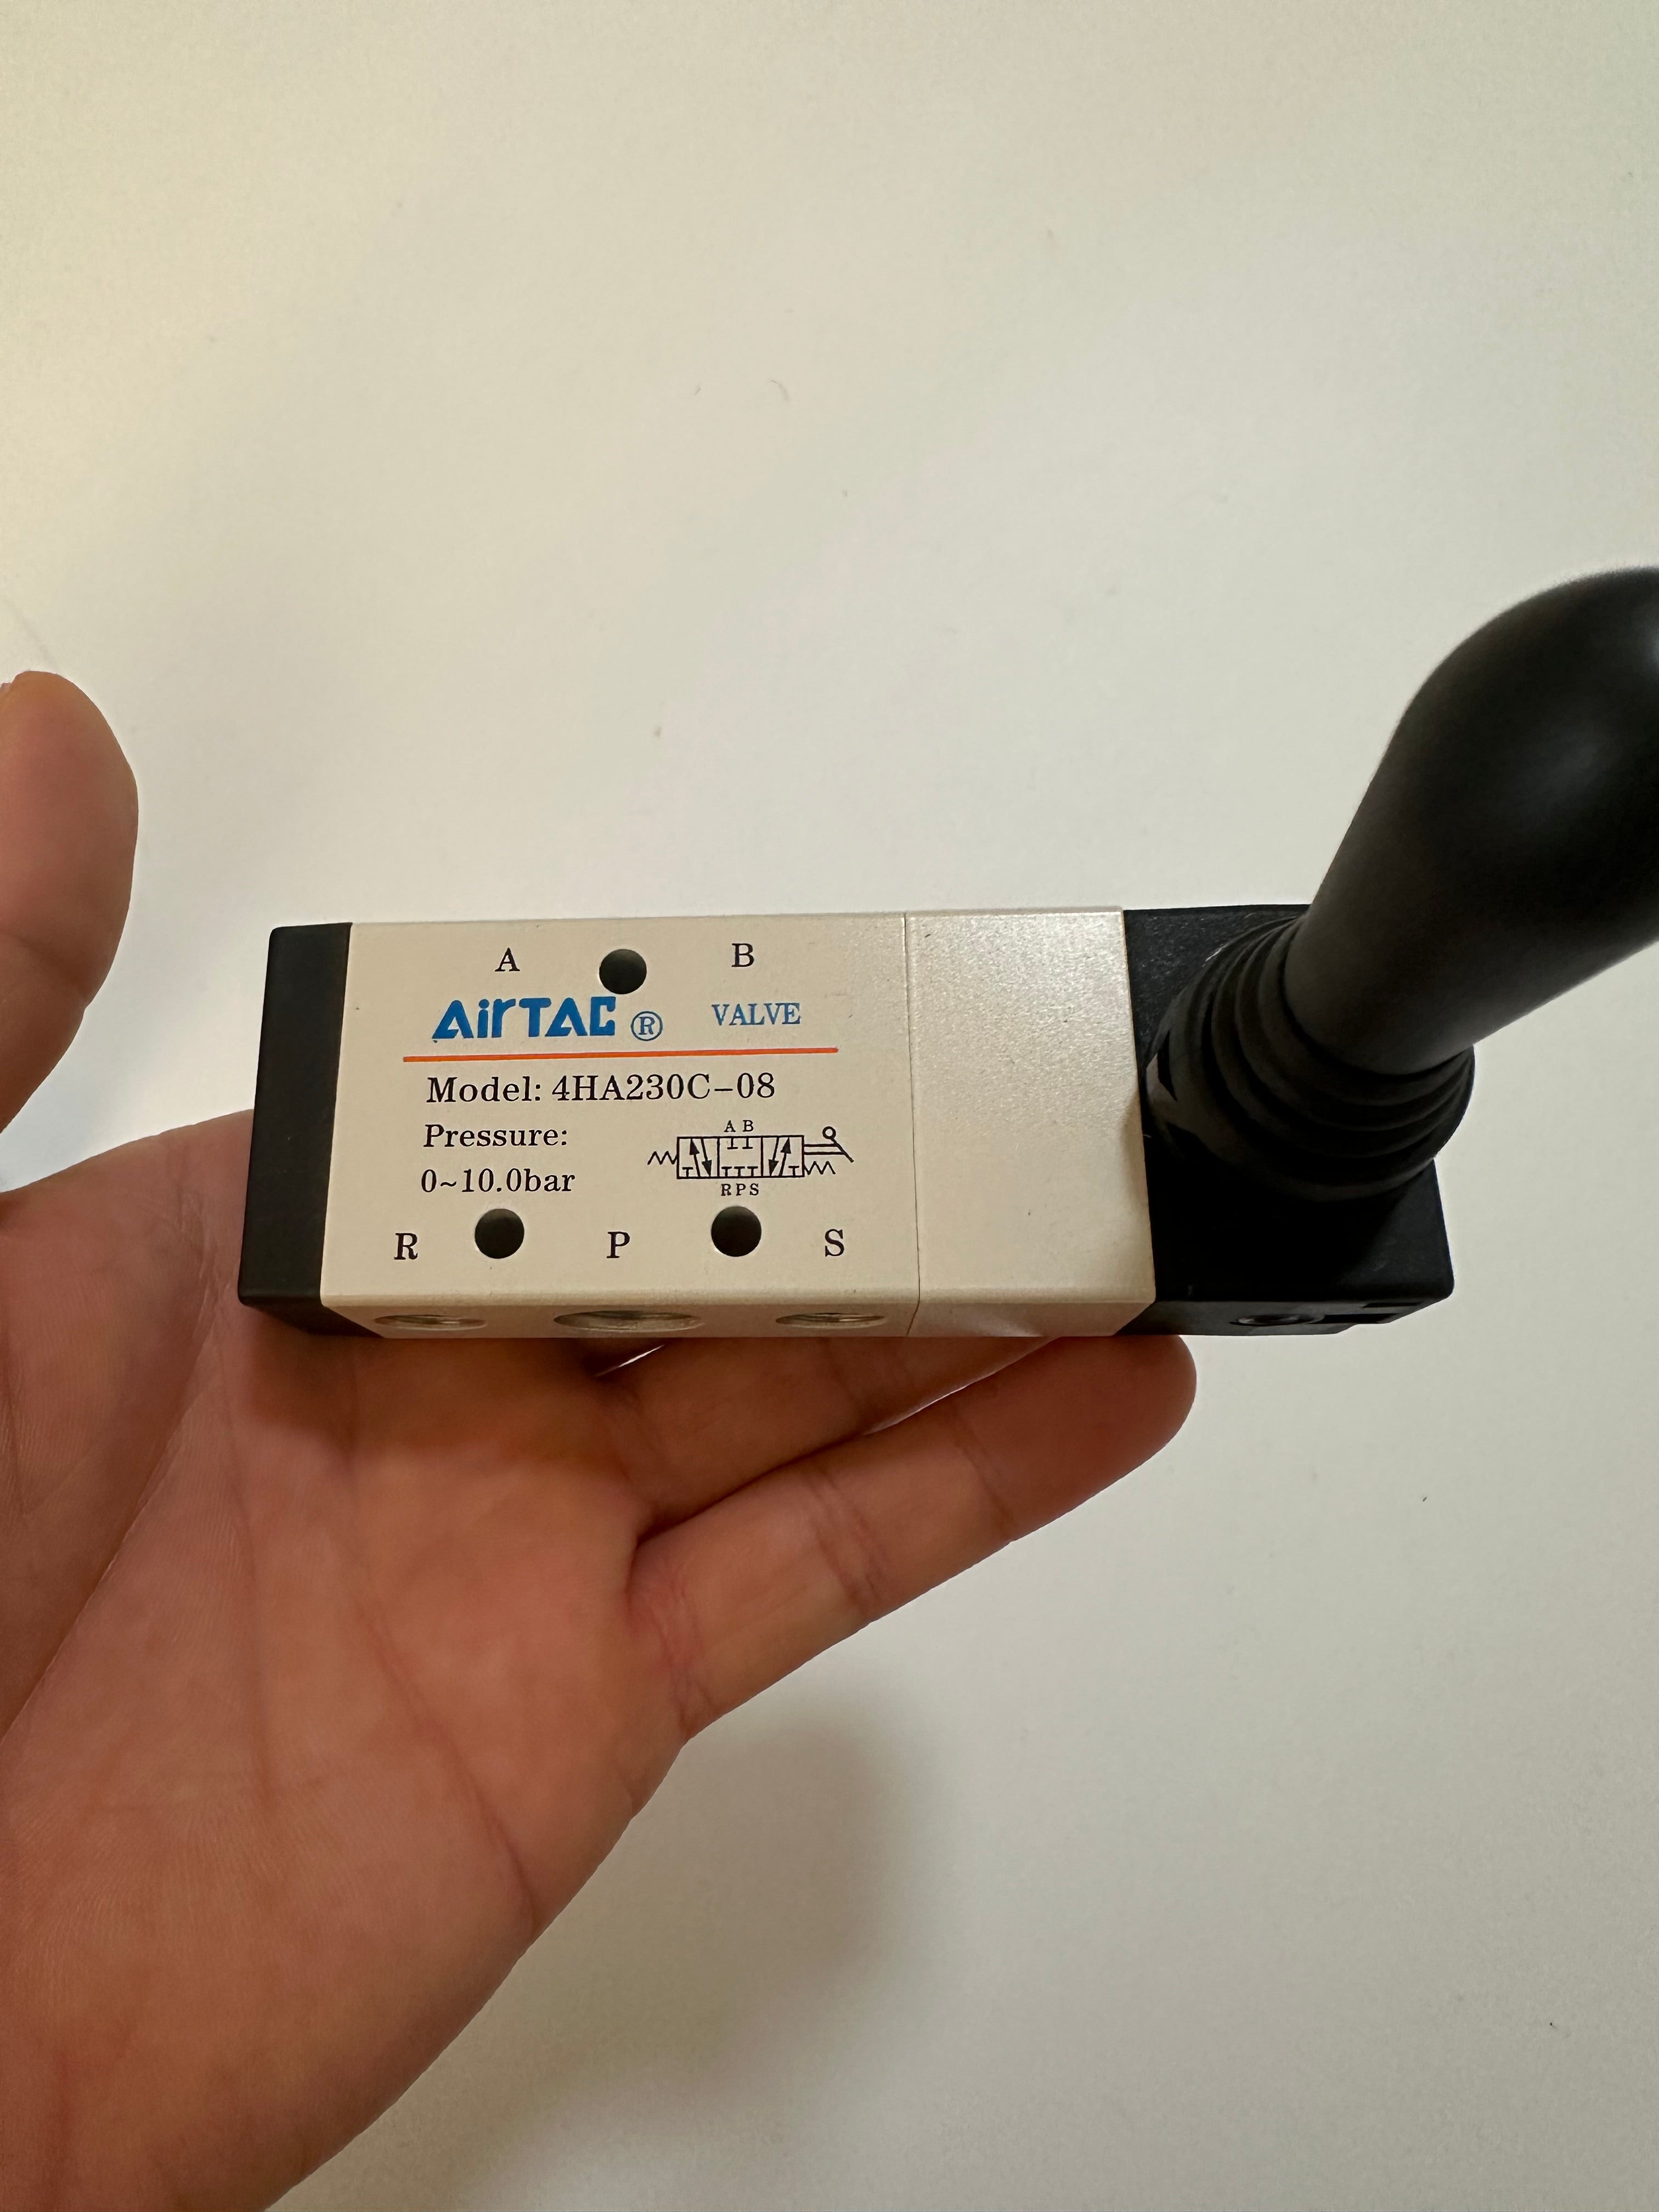 A B
AirTAC ® VALVE
Model: 4HA230C-08
Pressure:
0~10.0bar
A B
R P S
R P S